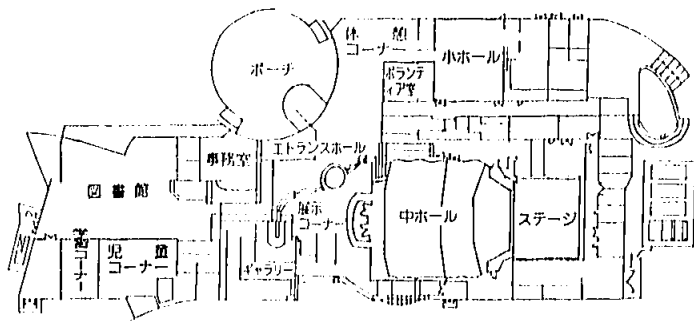 休憩
コーナー
小ホール
ポーチ
ボランテ
ィア室
エントランスホール
事務室
図書館
展示
コーナー
中ホール
ステージ
児童
コーナー
コーナー
ギャラリー